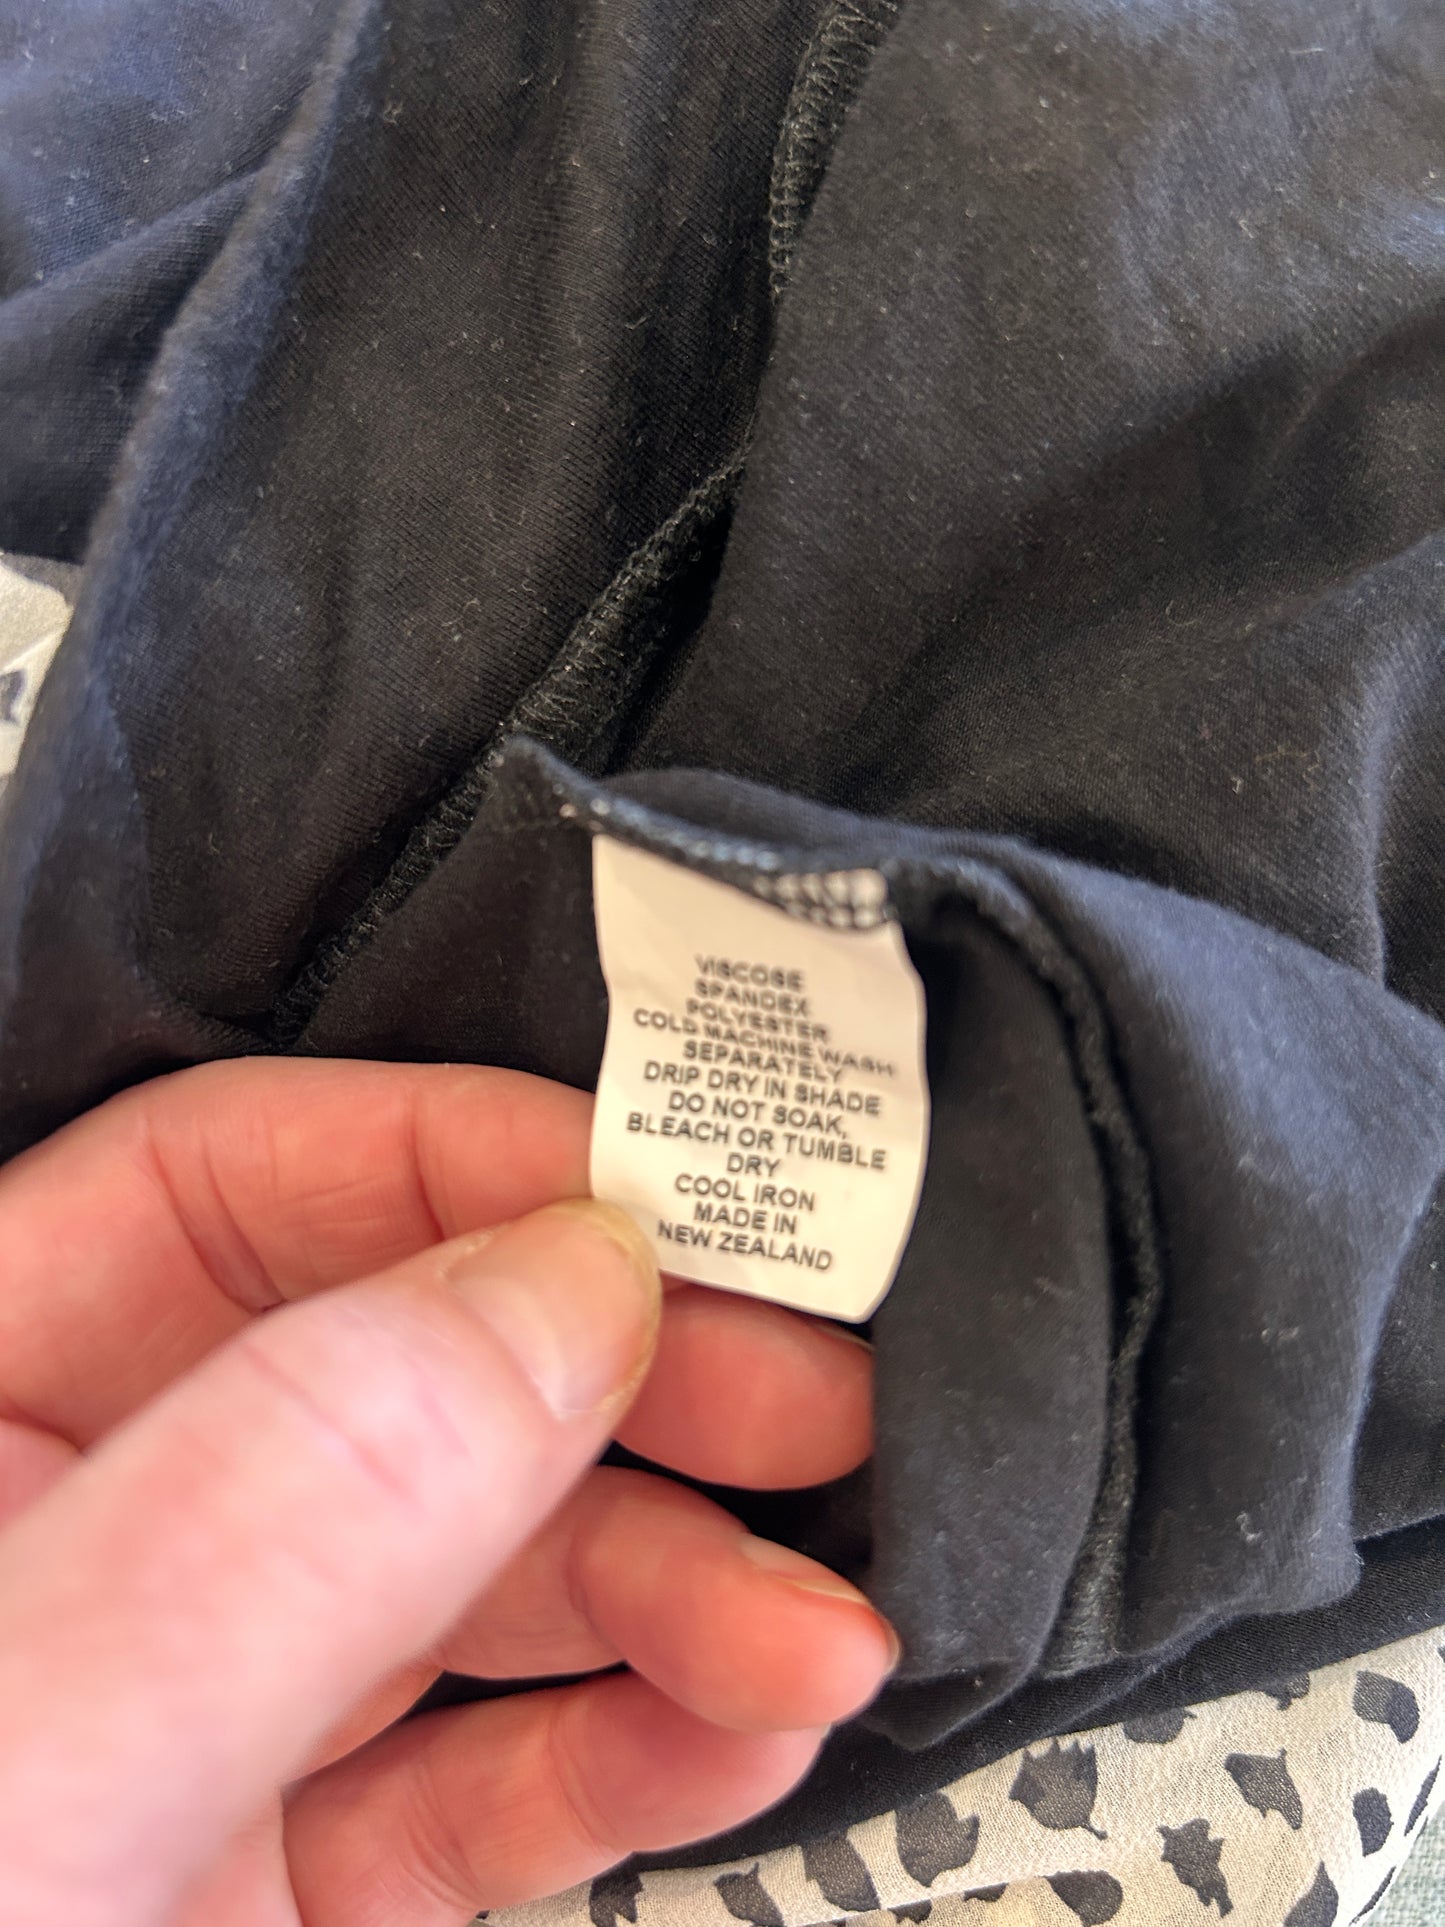 VISCOSE
SPANDEX
POLYESTER
COLD MACHINE WASH
SEPARATELY
DRIP DRY IN SHADE
DO NOT SOAK,
BLEACH OR TUMBLE
DRY
COOL IRON
MADE IN
NEW ZEALAND